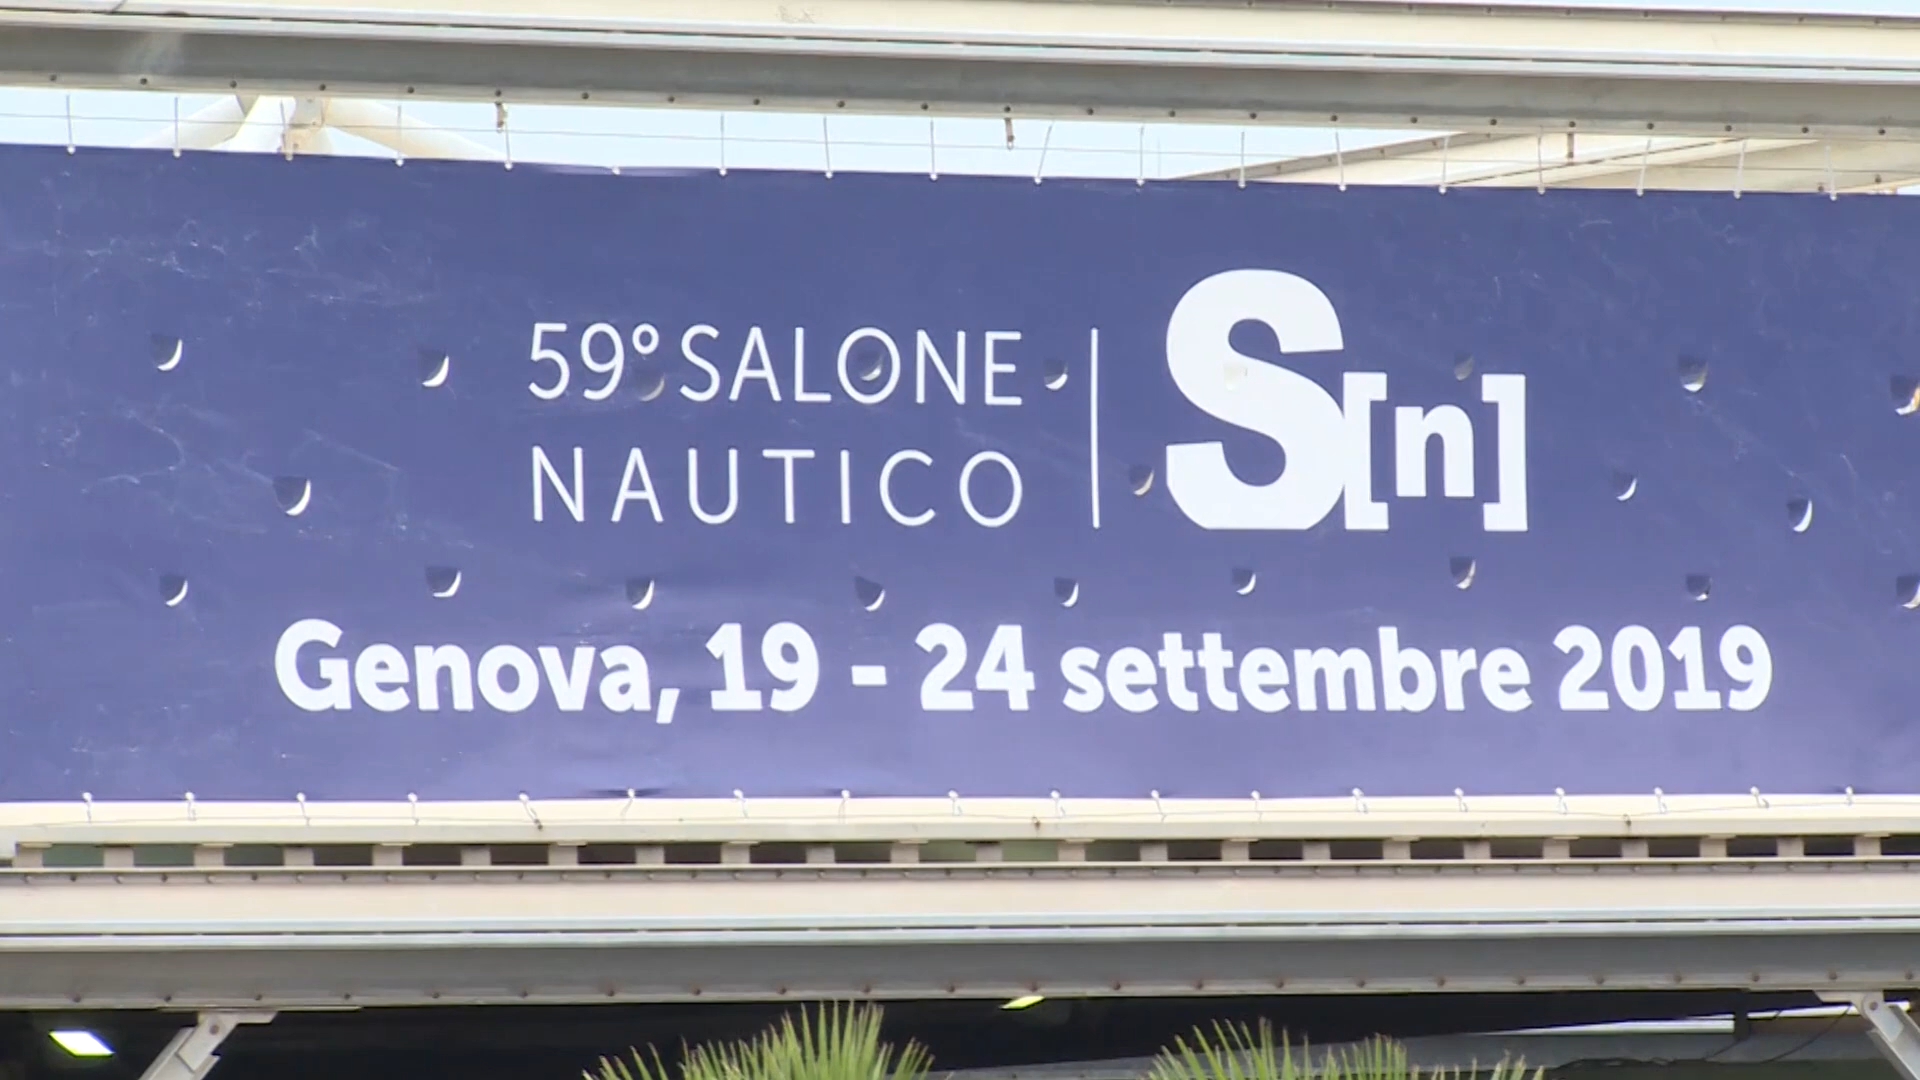 59° SALONE
NAUTICO
S[n]
Genova, 19 - 24 settembre 2019